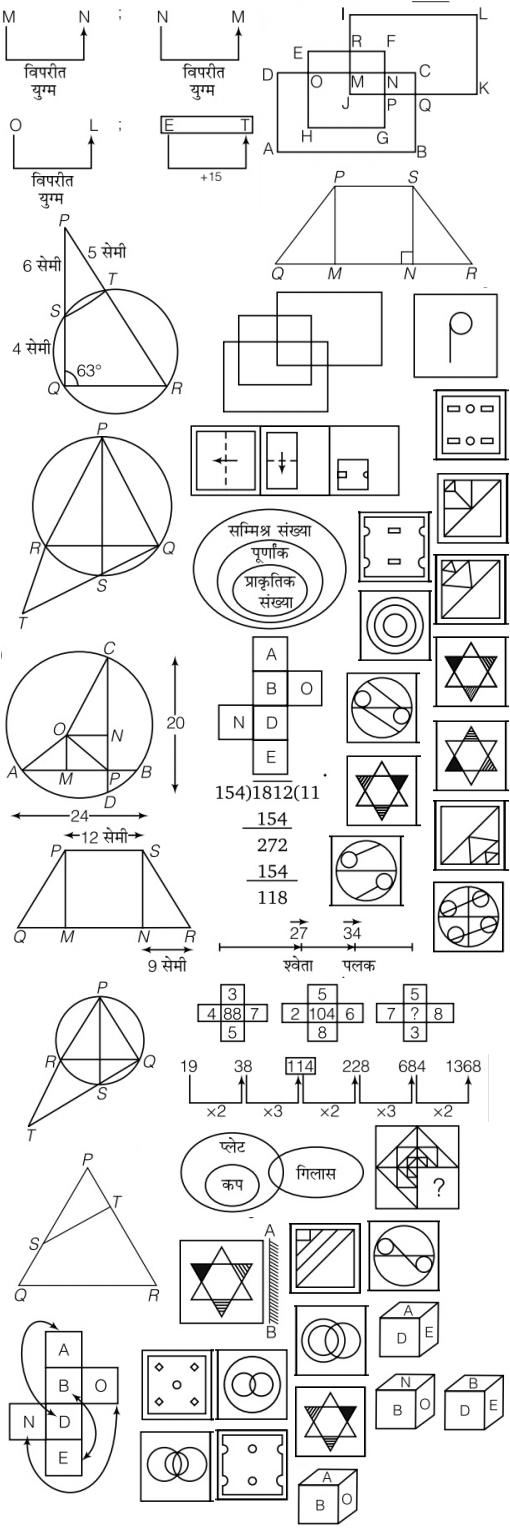 M N ; N M
विपरीत
युग्म
विपरीत
युग्म
O L ; E T
विपरीत
युग्म
+15
I L
R F
E
D O M N C
J P Q K
H G
A B
P S
Q M N R
P
6 सेमी 5 सेमी
T
S
4 सेमी
63°
Q R
P
R Q
S
T
सम्मिश्र संख्या
पूर्णांक
प्राकृतिक
संख्या
C
20
O N
A M P B
D
24
A
B O
N D
E
154)1812(11
154
272
154
118
12 सेमी
P S
Q M N R
9 सेमी
27 34
श्वेता पलक
P
R Q
S
T
3
4 88 7
5
5
2 104 6
8
5
7 ? 8
3
19 38 114 228 684 1368
×2 ×3 ×2 ×3 ×2
प्लेट
कप
गिलास
?
P
T
S
Q R
A
B
A
D E
A
B O
N D
E
N
B O
B
D E
A
B O